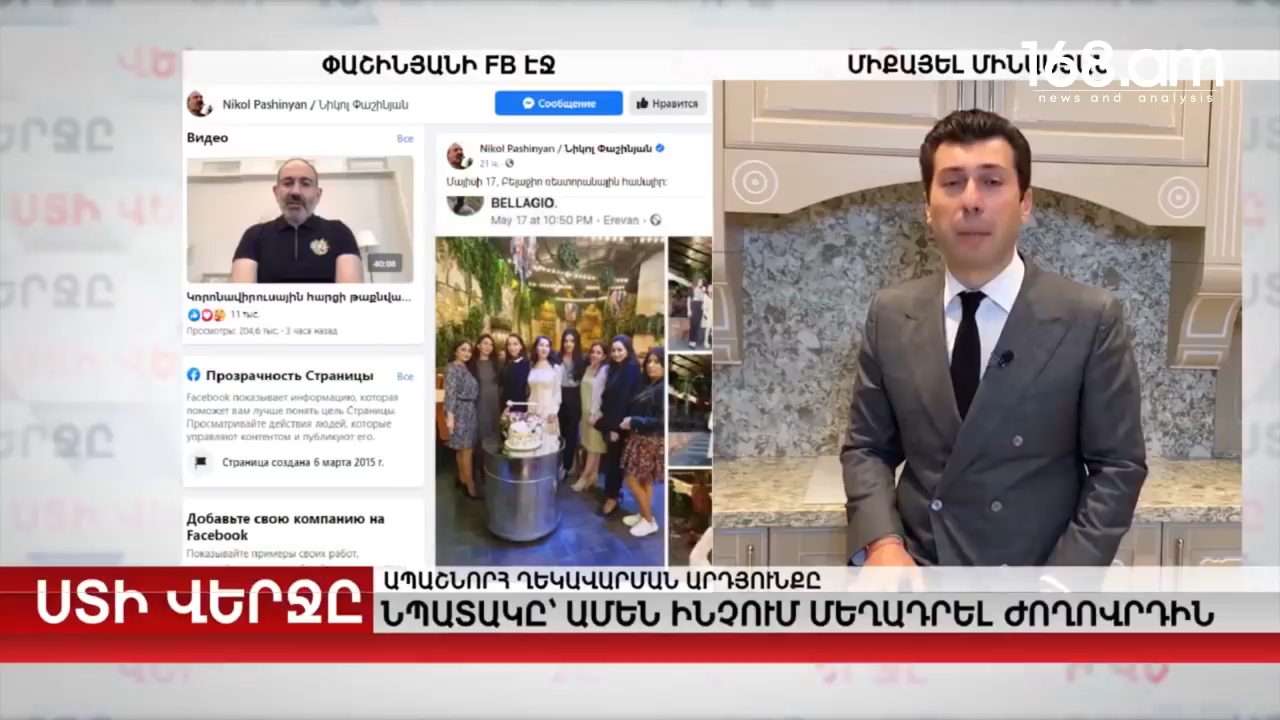 ՓԱՇԻՆՅԱՆԻ FB ԷՋ
ՄԻՔԱՅԵԼ
168.am
news and analysis
Nikol Pashinyan / Նիկոլ Փաշինյան
Сообщение
Нравится
Видео
Все
40:08
Կորոնավիրուսային հարցի թաքնվա...
11 тыс.
Просмотры: 204,6 тыс. · 3 часа назад
Прозрачность Страницы
Все
Facebook показывает информацию, которая
поможет вам лучше понять цель Страницы.
Просматривайте действия людей, которые
управляют контентом и публикуют его.
Страница создана 6 марта 2015 г.
Добавьте свою компанию на
Facebook
Показывайте примеры своих работ,
Nikol Pashinyan / Նիկոլ Փաշինյան
21 ч. ·
Մայիսի 17, Բելաջիո ռեստորանային համալիր:
BELLAGIO.
May 17 at 10:50 PM · Erevan ·
ՍՏԻ ՎԵՐՋԸ
ԱՊԱՇՆՈՐՀ ՂԵԿԱՎԱՐՄԱՆ ԱՐԴՅՈՒՆՔԸ
ՆՊԱՏԱԿԸ՝ ԱՄԵՆ ԻՆՉՈՒՄ ՄԵՂԱԴՐԵԼ ԺՈՂՈՎՐԴԻՆ